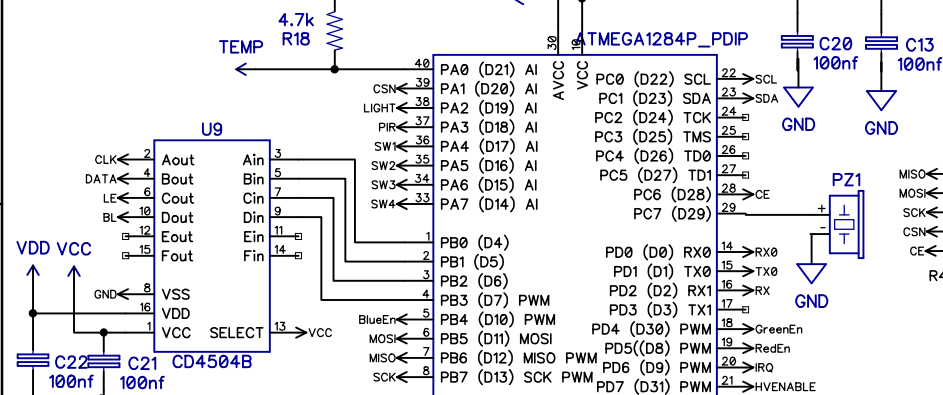 4.7k
R18
TEMP
ATMEGA1284P_PDIP
30
AVCC
10
VCC
C20
100nf
GND
C13
100nf
GND
40 PA0 (D21) AI
CSN 39 PA1 (D20) AI
LIGHT 38 PA2 (D19) AI
PIR 37 PA3 (D18) AI
SW1 36 PA4 (D17) AI
SW2 35 PA5 (D16) AI
SW3 34 PA6 (D15) AI
SW4 33 PA7 (D14) AI
1 PB0 (D4)
2 PB1 (D5)
3 PB2 (D6)
4 PB3 (D7) PWM
BlueEn 5 PB4 (D10) PWM
MOSI 6 PB5 (D11) MOSI
MISO 7 PB6 (D12) MISO PWM
SCK 8 PB7 (D13) SCK PWM
PC0 (D22) SCL 22 SCL
PC1 (D23) SDA 23 SDA
PC2 (D24) TCK 24
PC3 (D25) TMS 25
PC4 (D26) TD0 26
PC5 (D27) TD1 27
PC6 (D28) 28 CE
PC7 (D29) 29
PD0 (D0) RX0 14 RX0
PD1 (D1) TX0 15 TX0
PD2 (D2) RX1 16 RX
PD3 (D3) TX1 17
PD4 (D30) PWM 18 GreenEn
PD5((D8) PWM 19 RedEn
PD6 (D9) PWM 20 IRQ
PD7 (D31) PWM 21 HVENABLE
U9
CLK 2 Aout Ain 3
DATA 4 Bout Bin 5
LE 6 Cout Cin 7
BL 10 Dout Din 9
12 Eout Ein 11
15 Fout Fin 14
GND 8 VSS
16 VDD
1 VCC SELECT 13 VCC
CD4504B
VDD VCC
C22
100nf
C21
100nf
PZ1
+
-
GND
MISO
MOSI
SCK
CSN
CE